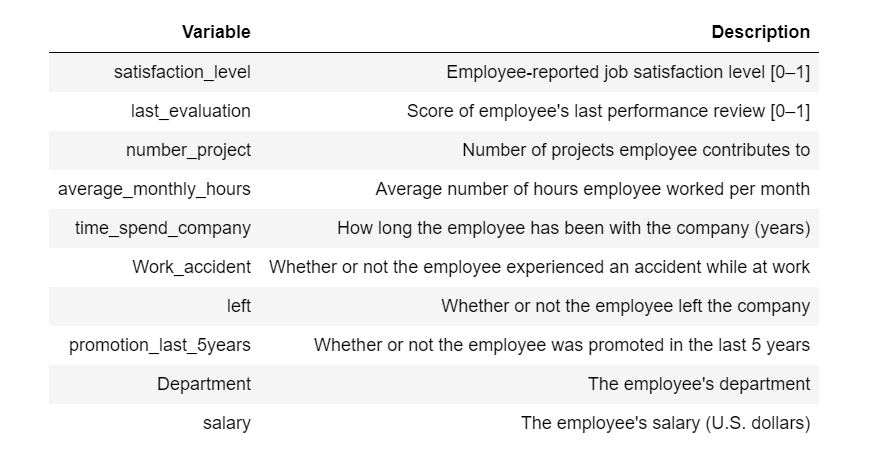 Variable Description
satisfaction_level Employee-reported job satisfaction level [0–1]
last_evaluation Score of employee's last performance review [0–1]
number_project Number of projects employee contributes to
average_monthly_hours Average number of hours employee worked per month
time_spend_company How long the employee has been with the company (years)
Work_accident Whether or not the employee experienced an accident while at work
left Whether or not the employee left the company
promotion_last_5years Whether or not the employee was promoted in the last 5 years
Department The employee's department
salary The employee's salary (U.S. dollars)